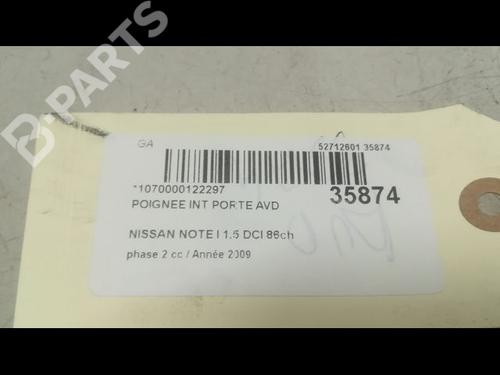 B-PARTS
GA
52712601 35874
*1070000122297
35874
POIGNEE INT PORTE AVD
NISSAN NOTE I 1.5 DCI 86ch
phase 2 cc / Année 2009